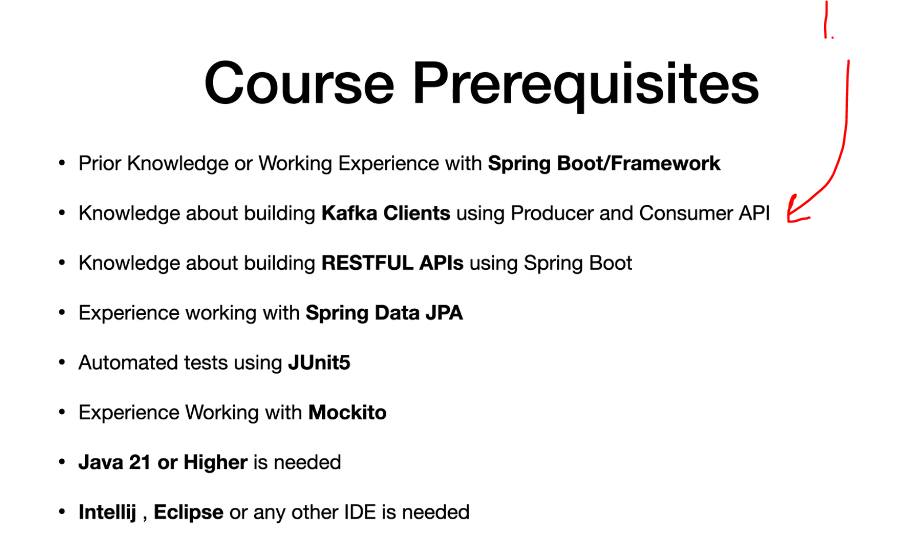 Course Prerequisites
• Prior Knowledge or Working Experience with Spring Boot/Framework
• Knowledge about building Kafka Clients using Producer and Consumer API
• Knowledge about building RESTFUL APIs using Spring Boot
• Experience working with Spring Data JPA
• Automated tests using JUnit5
• Experience Working with Mockito
• Java 21 or Higher is needed
• Intellij , Eclipse or any other IDE is needed